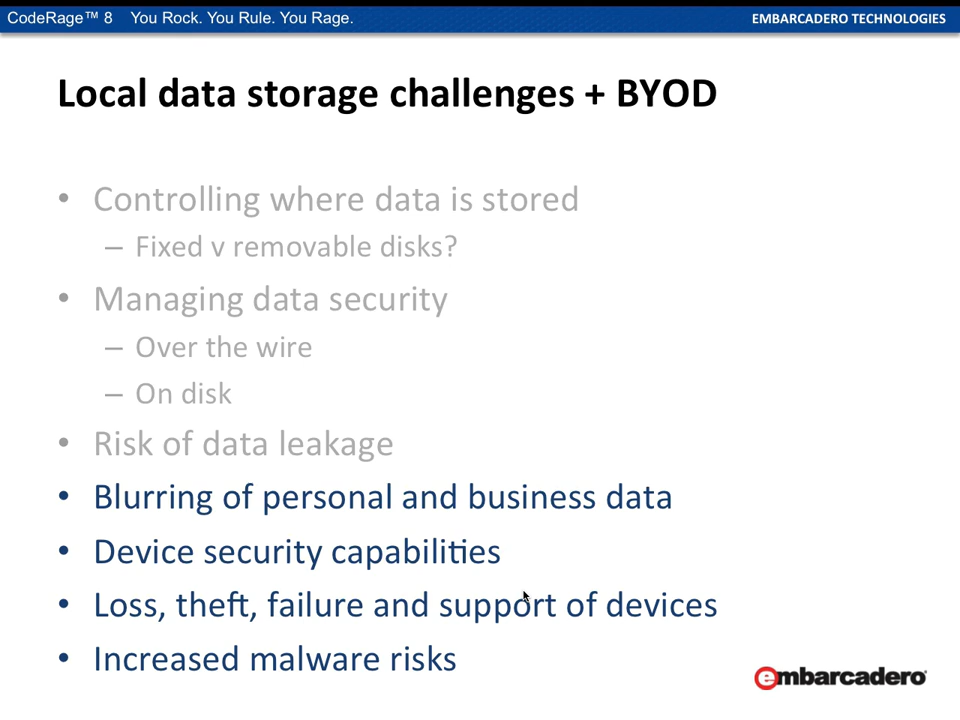 CodeRage™ 8 You Rock. You Rule. You Rage. EMBARCADERO TECHNOLOGIES
Local data storage challenges + BYOD
• Controlling where data is stored
– Fixed v removable disks?
• Managing data security
– Over the wire
– On disk
• Risk of data leakage
• Blurring of personal and business data
• Device security capabilities
• Loss, theft, failure and support of devices
• Increased malware risks
embarcadero